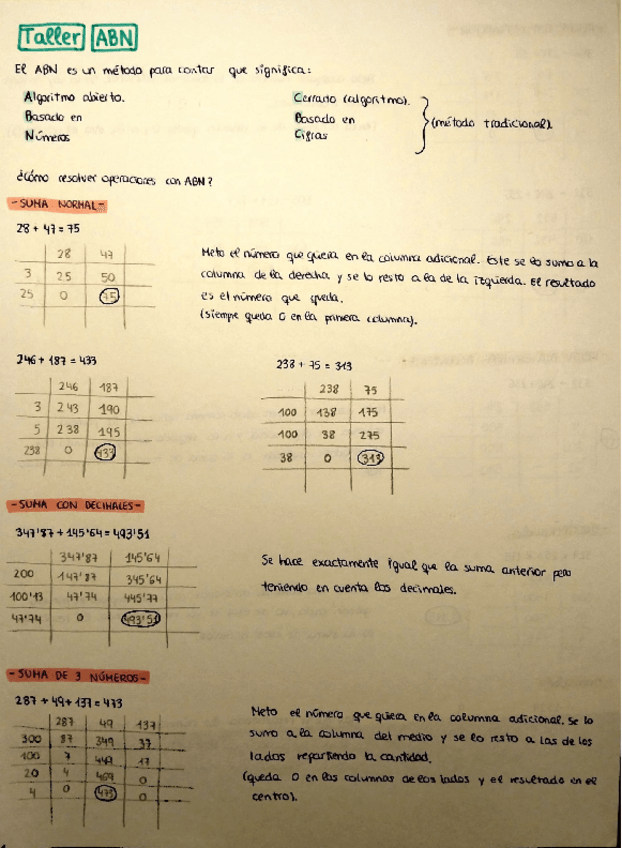 Taller ABN
El ABN es un método para contar que significa:
Algoritmo abierto. Cerrado (algoritmo).
Basado en Basado en (método tradicional).
Números Cifras
¿Cómo resolver operaciones con ABN?
- SUMA NORMAL -
28 + 47 = 75
28 47
3 25 50
25 0 75
Meto el número que quiera en la columna adicional. Este se lo sumo a la
columna de la derecha y se lo resto a la de la izquierda. El resultado
es el número que queda.
(siempre queda 0 en la primera columna).
246 + 187 = 433
246 187
3 243 190
5 238 195
238 0 433
238 + 75 = 313
238 75
100 138 175
100 38 275
38 0 313
- SUMA CON DECIMALES -
347'87 + 145'64 = 493'51
347'87 145'64
200 147'87 345'64
100'13 47'74 445'77
47'74 0 493'51
Se hace exactamente igual que la suma anterior pero
teniendo en cuenta los decimales.
- SUMA DE 3 NÚMEROS -
287 + 49 + 137 = 473
287 49 137
300 87 349 37
100 7 449 17
20 4 469 0
4 0 473 0
Meto el número que quiera en la columna adicional, se lo
sumo a la columna del medio y se lo resto a las de los
lados repartiendo la cantidad.
(queda 0 en las columnas de los lados y el resultado en el
centro).